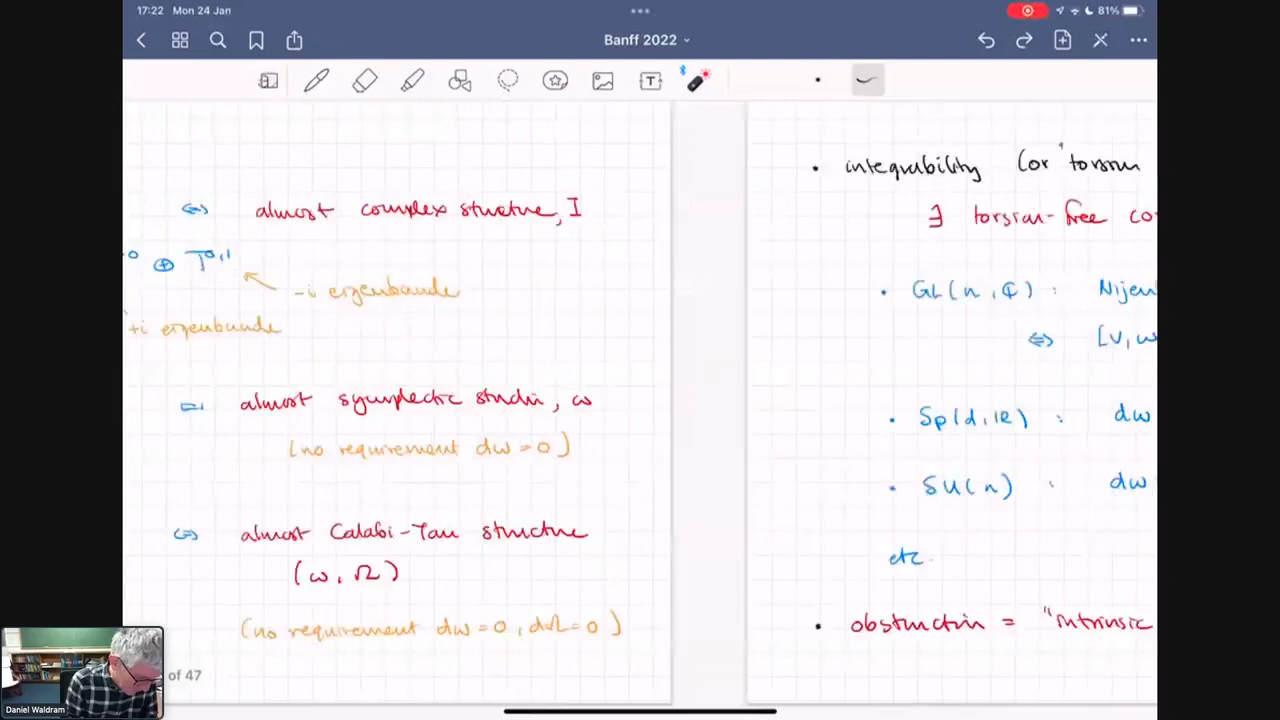 17:22 Mon 24 Jan
81%
Banff 2022
⇔ almost complex structure, I
⊕ T⁰,¹
-i eigenbundle
+i eigenbundle
almost symplectic structure, ω
(no requirement dω = 0)
⇔ almost Calabi-Yau structure
(ω, Ω)
(no requirement dω = 0, dΩ = 0)
of 47
• integrability (or "torsion
∃ torsion-free co
• GL(n, ℂ) : Nijen
⇔ [v, w
• Sp(d, ℝ) : dω
• SU(n) : dω
etc.
• obstruction = "intrinsic
Daniel Waldram